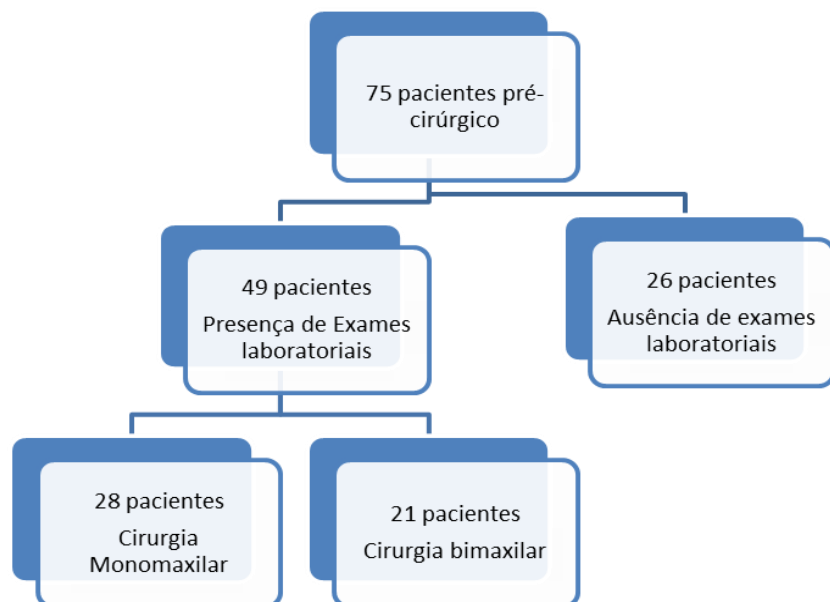 75 pacientes pré-
cirúrgico
49 pacientes
Presença de Exames
laboratoriais
26 pacientes
Ausência de exames
laboratoriais
28 pacientes
Cirurgia
Monomaxilar
21 pacientes
Cirurgia bimaxilar